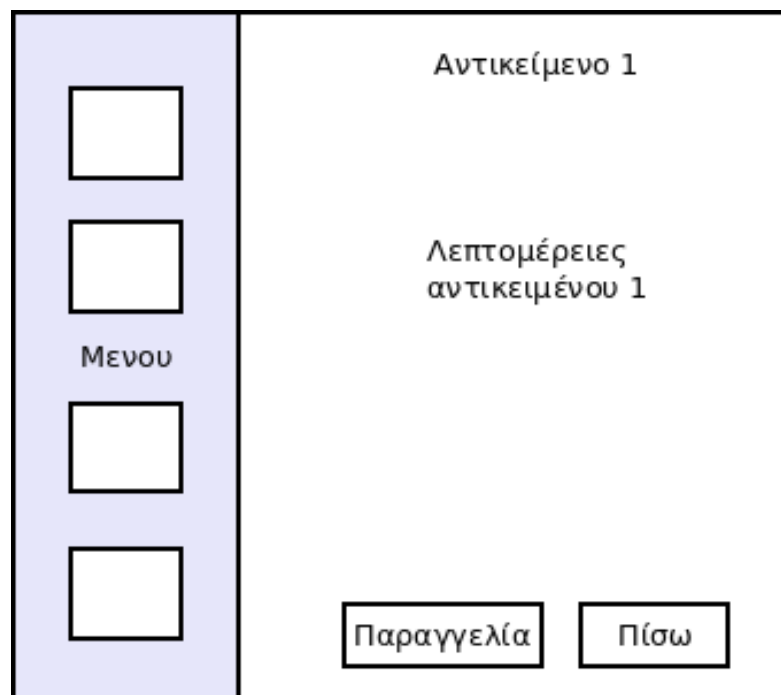 Αντικείμενο 1
Λεπτομέρειες
αντικειμένου 1
Μενου
Παραγγελία
Πίσω